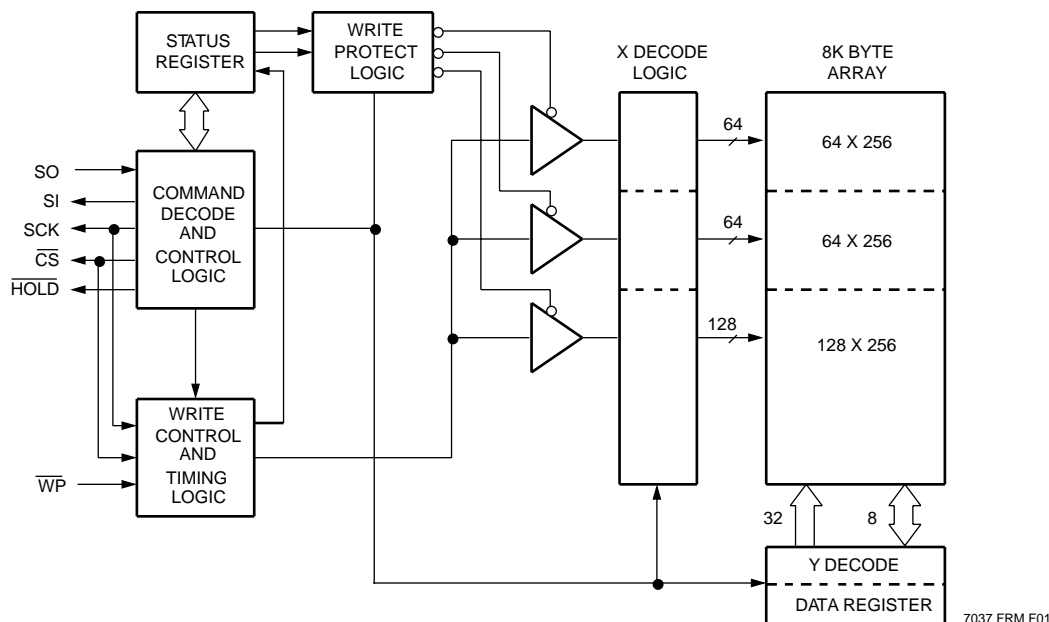 STATUS
REGISTER
WRITE
PROTECT
LOGIC
X DECODE
LOGIC
8K BYTE
ARRAY
SO
SI
SCK
CS
HOLD
COMMAND
DECODE
AND
CONTROL
LOGIC
64
64 X 256
64
64 X 256
128
128 X 256
WRITE
CONTROL
AND
TIMING
LOGIC
WP
32
8
Y DECODE
DATA REGISTER
7037 FRM F01